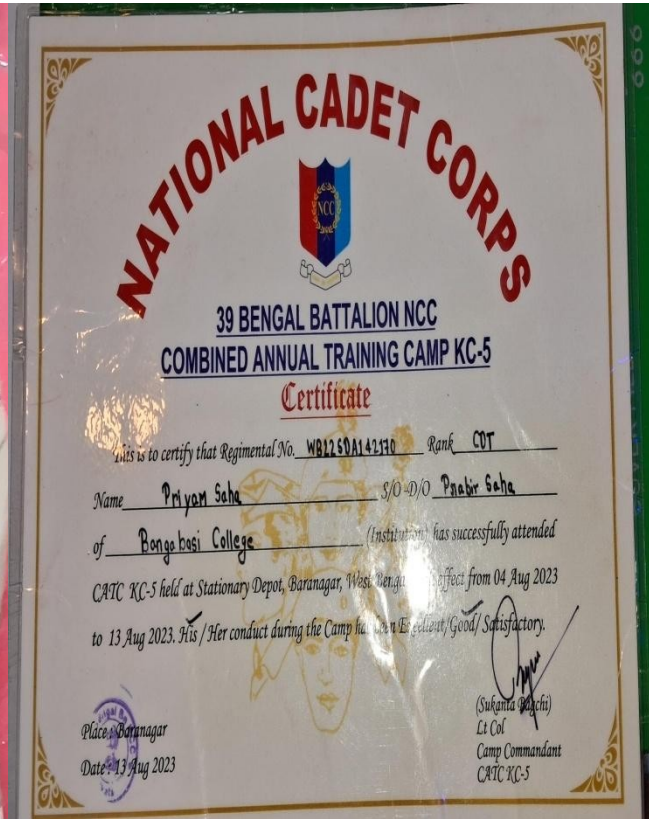 NATIONAL CADET CORPS
NCC
39 BENGAL BATTALION NCC
COMBINED ANNUAL TRAINING CAMP KC-5
Certificate
This is to certify that Regimental No. WB22SDA142170 Rank CDT
Name Priyam Saha S/O-D/O Prabir Saha
of Bangabasi College (Institution) has successfully attended
CATC KC-5 held at Stationary Depot, Baranagar, West Bengal effect from 04 Aug 2023
to 13 Aug 2023. His / Her conduct during the Camp has been Excellent/Good/ Satisfactory.
(Sukanta Bagchi)
Place : Baranagar
Lt Col
Camp Commandant
Date : 13 Aug 2023
CATC KC-5